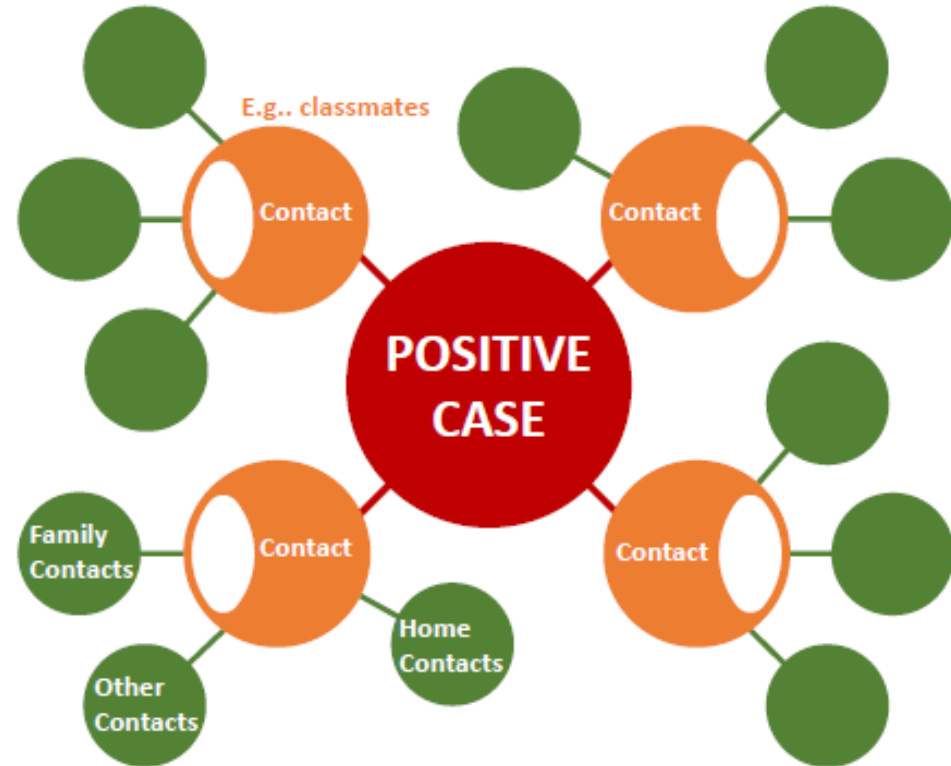 E.g.. classmates
Contact
Contact
POSITIVE
CASE
Family
Contacts
Contact
Contact
Home
Contacts
Other
Contacts